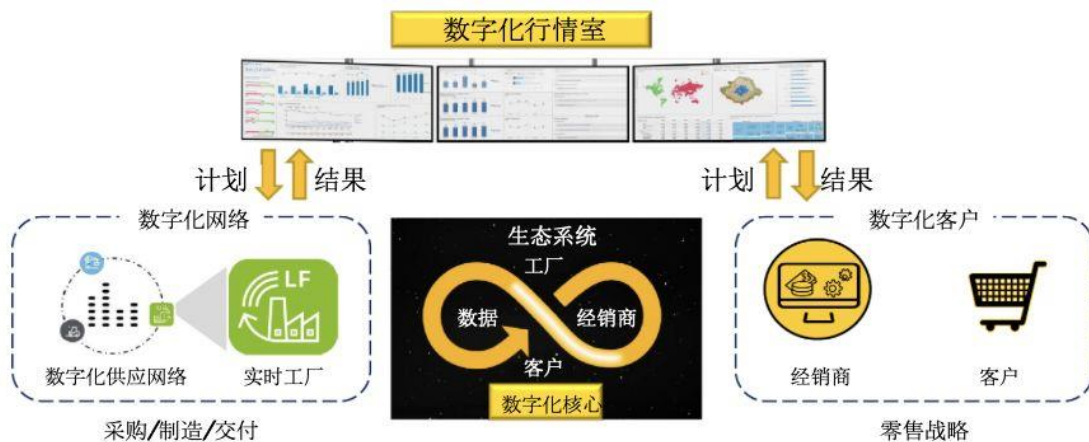 数字化行情室
计划
结果
计划
结果
数字化网络
数字化客户
LF
生态系统
工厂
数据
经销商
客户
数字化核心
数字化供应网络
实时工厂
经销商
客户
采购/制造/交付
零售战略